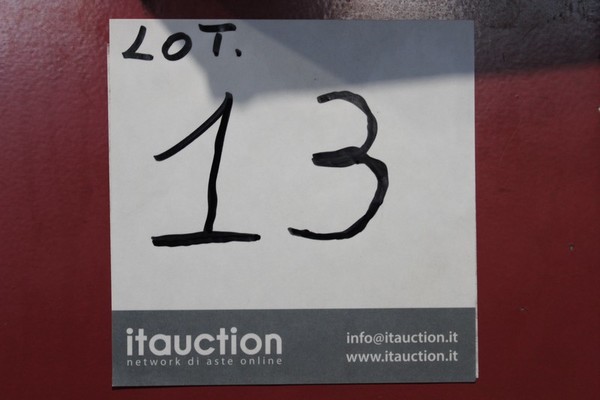 LOT.
13
itauction
network di aste online
info@itauction.it
www.itauction.it